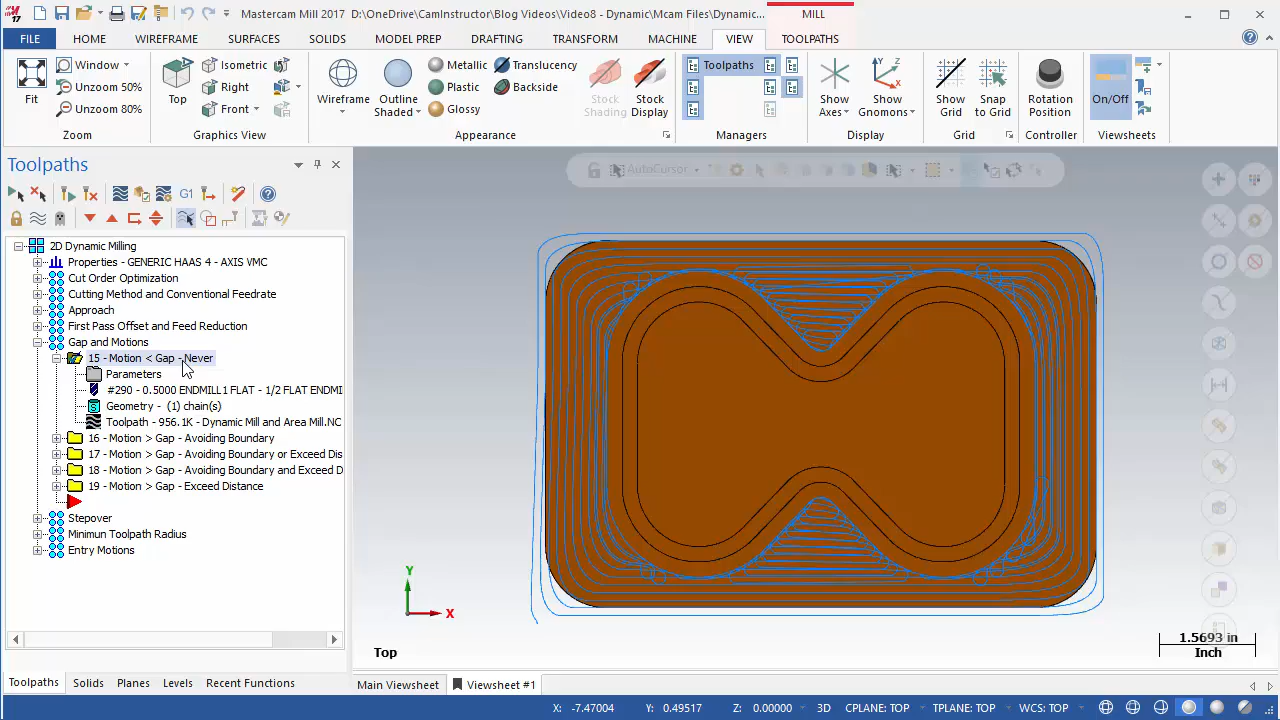 Mastercam Mill 2017 D:\OneDrive\CamInstructor\Blog Videos\Video8 - Dynamic\Mcam Files\Dynamic,...
MILL
FILE HOME WIREFRAME SURFACES SOLIDS MODEL PREP DRAFTING TRANSFORM MACHINE VIEW TOOLPATHS
Fit
Window
Unzoom 50%
Unzoom 80%
Zoom
Top
Isometric
Right
Front
Graphics View
Wireframe
Outline Shaded
Metallic
Plastic
Glossy
Translucency
Backside
Stock Shading
Stock Display
Appearance
Toolpaths
Managers
Show Axes
Show Gnomons
Display
Show Grid
Snap to Grid
Grid
Rotation Position
Controller
On/Off
Viewsheets
Toolpaths
G1
2D Dynamic Milling
Properties - GENERIC HAAS 4 - AXIS VMC
Cut Order Optimization
Cutting Method and Conventional Feedrate
Approach
First Pass Offset and Feed Reduction
Gap and Motions
15 - Motion < Gap - Never
Parameters
#290 - 0.5000 ENDMILL1 FLAT - 1/2 FLAT ENDMI
Geometry - (1) chain(s)
Toolpath - 956.1K - Dynamic Mill and Area Mill.NC
16 - Motion > Gap - Avoiding Boundary
17 - Motion > Gap - Avoiding Boundary or Exceed Dis
18 - Motion > Gap - Avoiding Boundary and Exceed D
19 - Motion > Gap - Exceed Distance
Stepover
Minimun Toolpath Radius
Entry Motions
AutoCursor
Y
X
Top
1.5693 in
Inch
Toolpaths Solids Planes Levels Recent Functions
Main Viewsheet Viewsheet #1
X: -7.47004 Y: 0.49517 Z: 0.00000 3D CPLANE: TOP TPLANE: TOP WCS: TOP